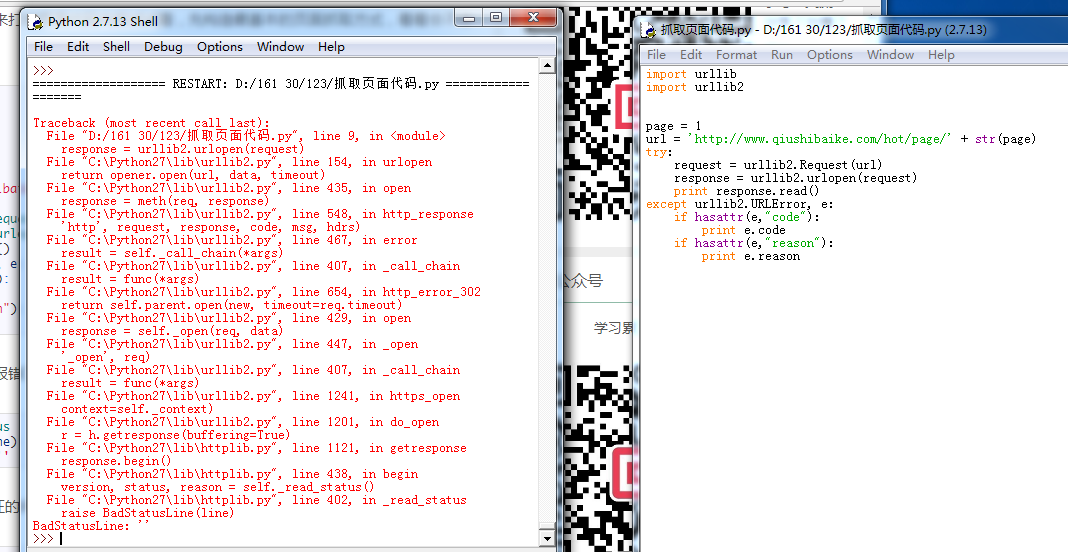 Python 2.7.13 Shell
File Edit Shell Debug Options Window Help
>>>
=================== RESTART: D:/161 30/123/抓取页面代码.py ============
=======
Traceback (most recent call last):
  File "D:/161 30/123/抓取页面代码.py", line 9, in <module>
    response = urllib2.urlopen(request)
  File "C:\Python27\lib\urllib2.py", line 154, in urlopen
    return opener.open(url, data, timeout)
  File "C:\Python27\lib\urllib2.py", line 435, in open
    response = meth(req, response)
  File "C:\Python27\lib\urllib2.py", line 548, in http_response
    'http', request, response, code, msg, hdrs)
  File "C:\Python27\lib\urllib2.py", line 467, in error
    result = self._call_chain(*args)
  File "C:\Python27\lib\urllib2.py", line 407, in _call_chain
    result = func(*args)
  File "C:\Python27\lib\urllib2.py", line 654, in http_error_302
    return self.parent.open(new, timeout=req.timeout)
  File "C:\Python27\lib\urllib2.py", line 429, in open
    response = self._open(req, data)
  File "C:\Python27\lib\urllib2.py", line 447, in _open
    '_open', req)
  File "C:\Python27\lib\urllib2.py", line 407, in _call_chain
    result = func(*args)
  File "C:\Python27\lib\urllib2.py", line 1241, in https_open
    context=self._context)
  File "C:\Python27\lib\urllib2.py", line 1201, in do_open
    r = h.getresponse(buffering=True)
  File "C:\Python27\lib\httplib.py", line 1121, in getresponse
    response.begin()
  File "C:\Python27\lib\httplib.py", line 438, in begin
    version, status, reason = self._read_status()
  File "C:\Python27\lib\httplib.py", line 402, in _read_status
    raise BadStatusLine(line)
BadStatusLine: ''
>>>
抓取页面代码.py - D:/161 30/123/抓取页面代码.py (2.7.13)
File Edit Format Run Options Window Help
import urllib
import urllib2
page = 1
url = 'http://www.qiushibaike.com/hot/page/' + str(page)
try:
    request = urllib2.Request(url)
    response = urllib2.urlopen(request)
    print response.read()
except urllib2.URLError, e:
    if hasattr(e,"code"):
        print e.code
    if hasattr(e,"reason"):
        print e.reason
公众号
学习累